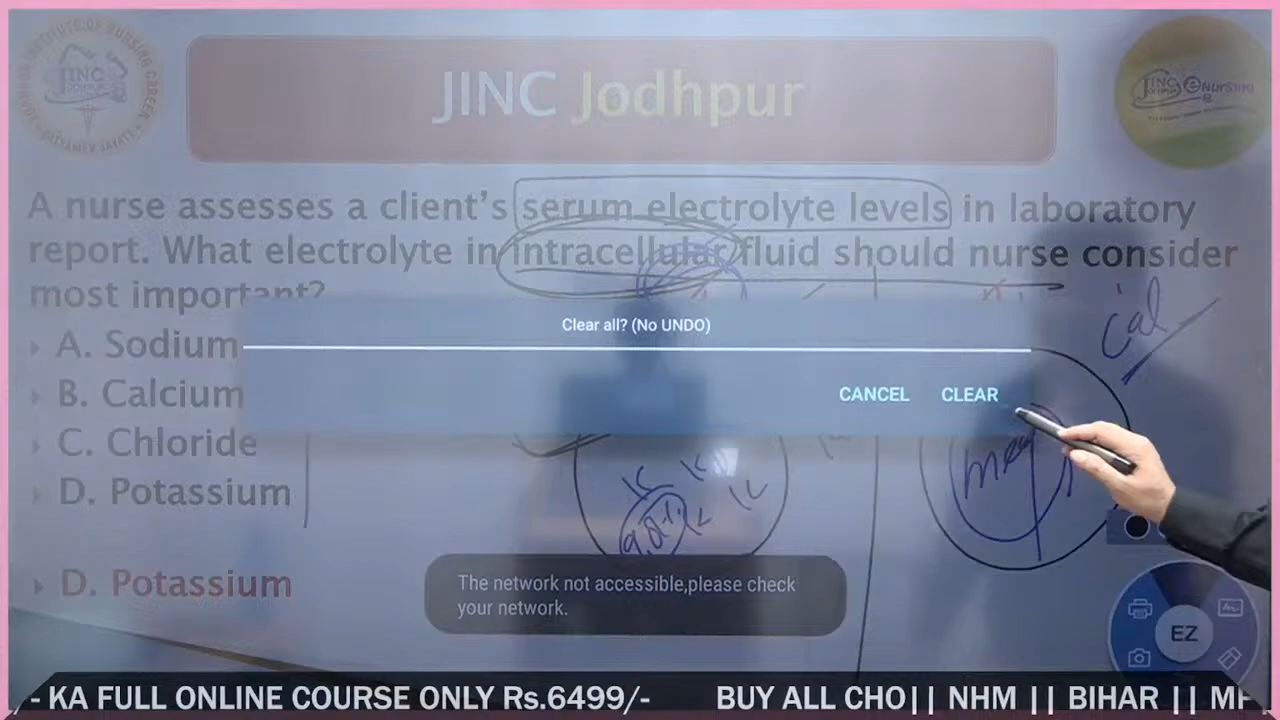 JINC Jodhpur
A nurse assesses a client's serum electrolyte levels in laboratory
report. What electrolyte in intracellular fluid should nurse consider
most important?
A. Sodium
B. Calcium
C. Chloride
D. Potassium
D. Potassium
Clear all? (No UNDO)
CANCEL CLEAR
cal
K K
K K
The network not accessible,please check
your network.
EZ
/- KA FULL ONLINE COURSE ONLY Rs.6499/- BUY ALL CHO|| NHM || BIHAR || MP